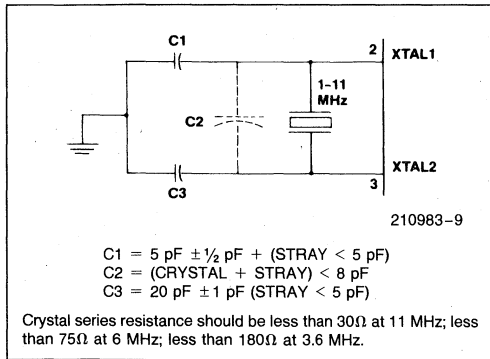 C1
2 XTAL1
1-11
MHz
C2
XTAL2
C3
3
210983-9
C1 = 5 pF ±½ pF + (STRAY < 5 pF)
C2 = (CRYSTAL + STRAY) < 8 pF
C3 = 20 pF ±1 pF (STRAY < 5 pF)
Crystal series resistance should be less than 30Ω at 11 MHz; less
than 75Ω at 6 MHz; less than 180Ω at 3.6 MHz.